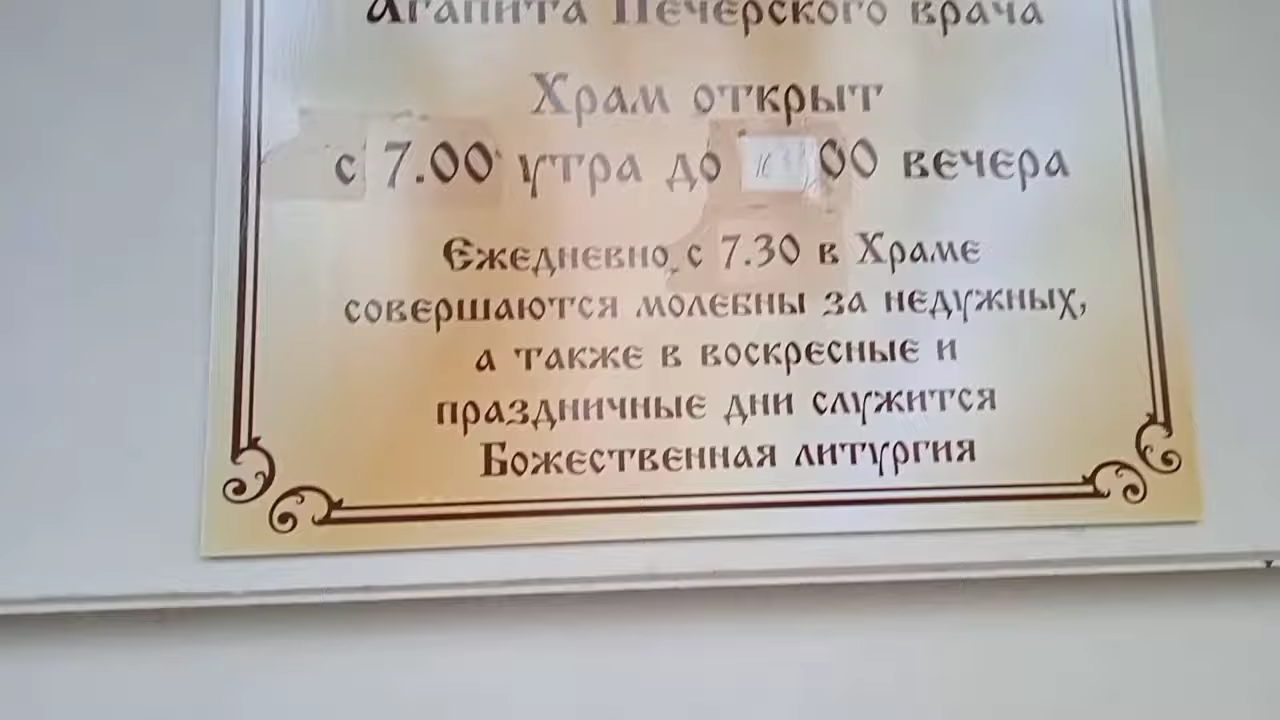 Агапита Печерского врача
Храм открыт
с 7.00 утра до 00 вечера
Ежедневно с 7.30 в Храме
совершаются молебны за недужных,
а также в воскресные и
праздничные дни служится
Божественная литургия